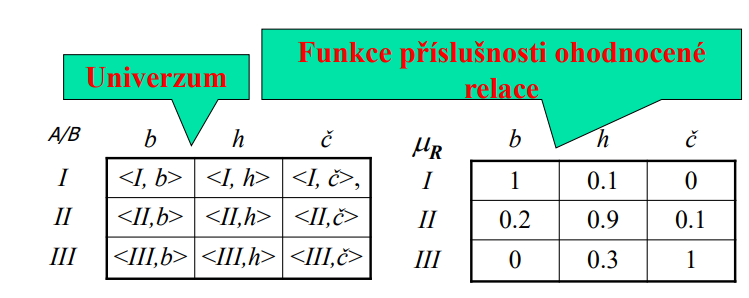 Univerzum
Funkce příslušnosti ohodnocené
relace
A/B b h č
I <I, b> <I, h> <I, č>,
II <II,b> <II,h> <II,č>
III <III,b> <III,h> <III,č>
μR b h č
I 1 0.1 0
II 0.2 0.9 0.1
III 0 0.3 1